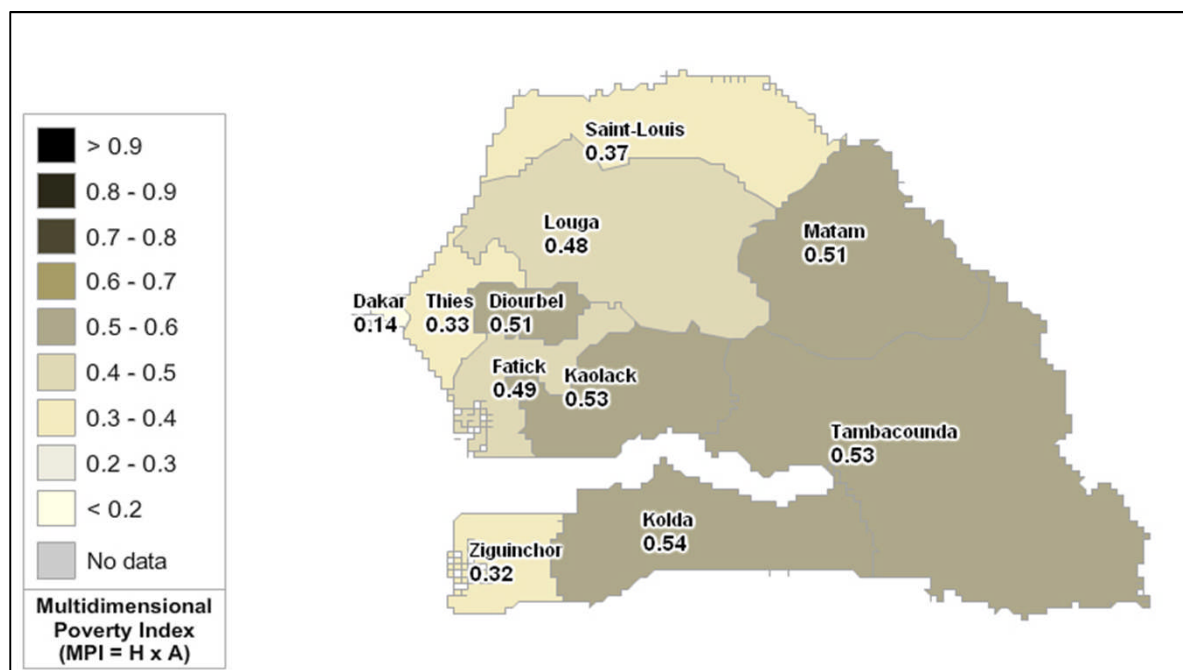 > 0.9
0.8 - 0.9
0.7 - 0.8
0.6 - 0.7
0.5 - 0.6
0.4 - 0.5
0.3 - 0.4
0.2 - 0.3
< 0.2
No data
Multidimensional
Poverty Index
(MPI = H x A)
Saint-Louis
0.37
Louga
0.48
Matam
0.51
Dakar
0.14
Thies
0.33
Diourbel
0.51
Fatick
0.49
Kaolack
0.53
Tambacounda
0.53
Kolda
0.54
Ziguinchor
0.32